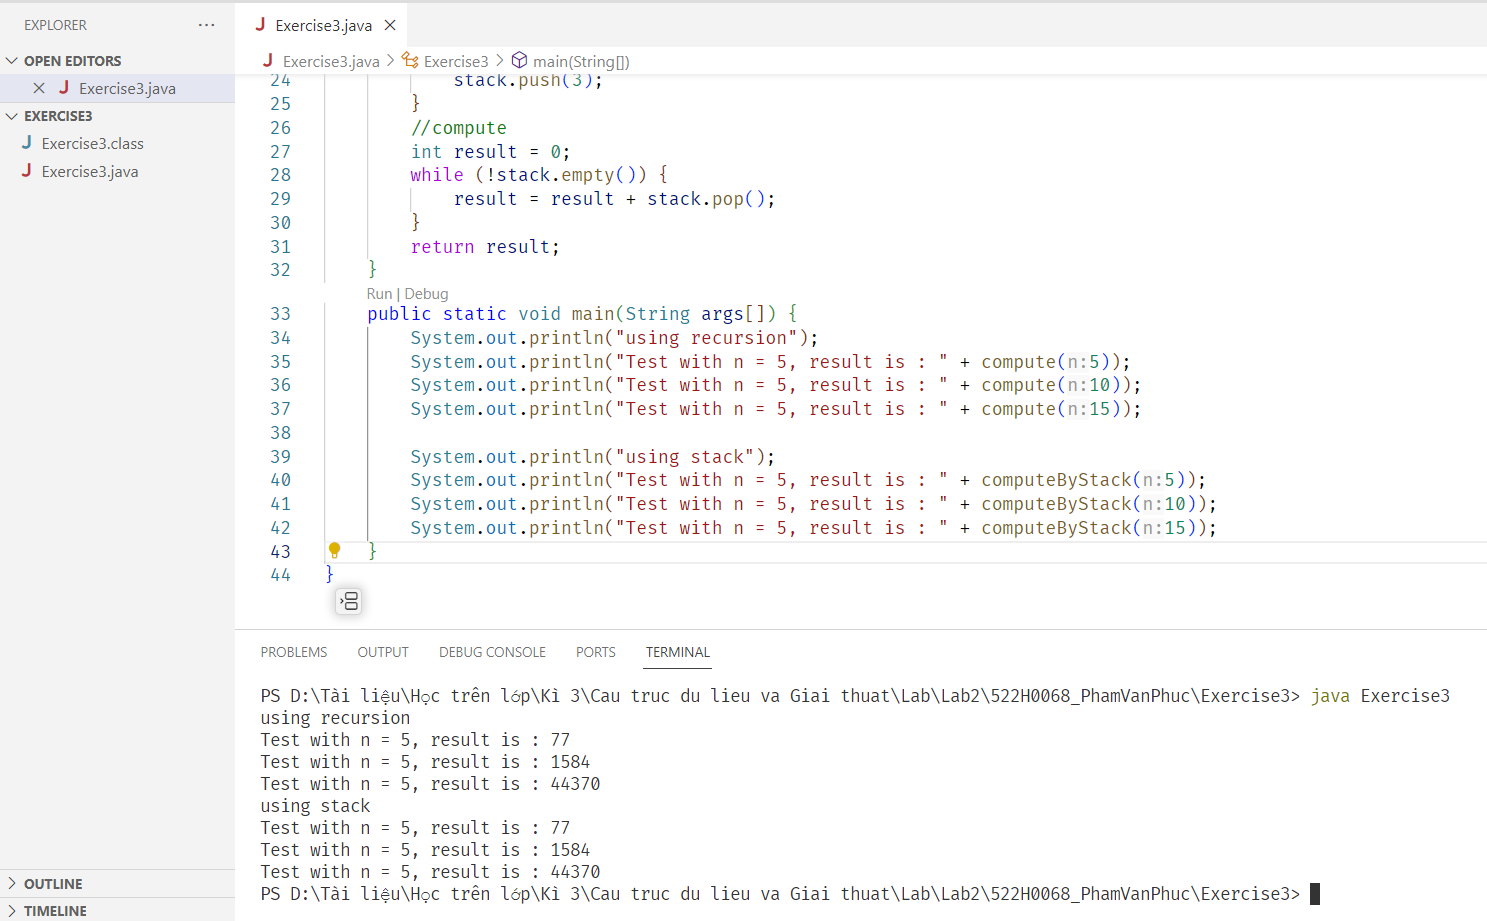 EXPLORER
···
OPEN EDITORS
Exercise3.java
EXERCISE3
Exercise3.class
Exercise3.java
OUTLINE
TIMELINE
Exercise3.java
Exercise3.java > Exercise3 > main(String[])
24 stack.push(3);
25 }
26 //compute
27 int result = 0;
28 while (!stack.empty()) {
29 result = result + stack.pop();
30 }
31 return result;
32 }
Run | Debug
33 public static void main(String args[]) {
34 System.out.println("using recursion");
35 System.out.println("Test with n = 5, result is : " + compute(n:5));
36 System.out.println("Test with n = 5, result is : " + compute(n:10));
37 System.out.println("Test with n = 5, result is : " + compute(n:15));
38
39 System.out.println("using stack");
40 System.out.println("Test with n = 5, result is : " + computeByStack(n:5));
41 System.out.println("Test with n = 5, result is : " + computeByStack(n:10));
42 System.out.println("Test with n = 5, result is : " + computeByStack(n:15));
43 }
44 }
PROBLEMS OUTPUT DEBUG CONSOLE PORTS TERMINAL
PS D:\Tài liệu\Học trên lớp\Kì 3\Cau truc du lieu va Giai thuat\Lab\Lab2\522H0068_PhamVanPhuc\Exercise3> java Exercise3
using recursion
Test with n = 5, result is : 77
Test with n = 5, result is : 1584
Test with n = 5, result is : 44370
using stack
Test with n = 5, result is : 77
Test with n = 5, result is : 1584
Test with n = 5, result is : 44370
PS D:\Tài liệu\Học trên lớp\Kì 3\Cau truc du lieu va Giai thuat\Lab\Lab2\522H0068_PhamVanPhuc\Exercise3>